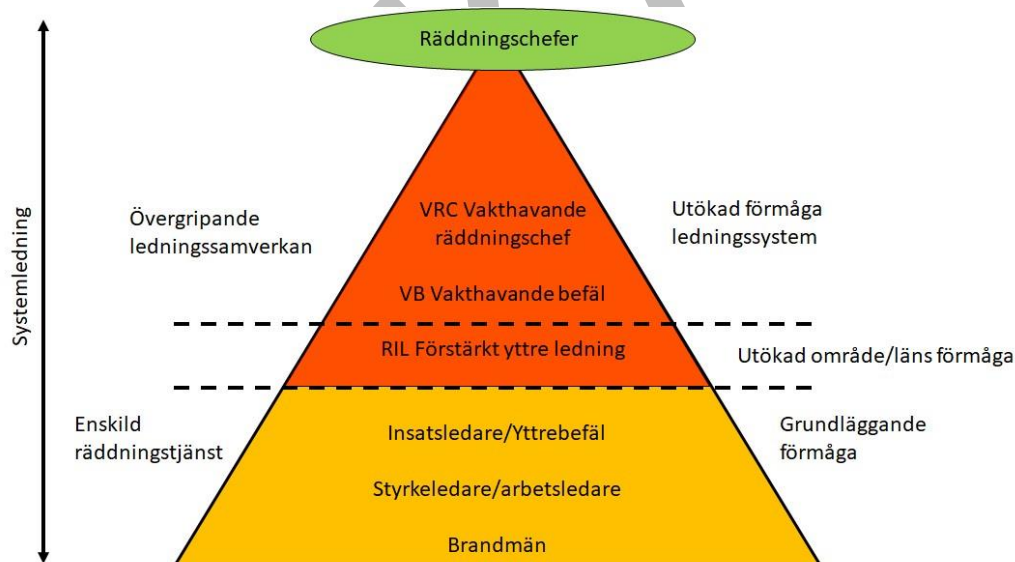 Räddningschefer
Systemledning
Övergripande
ledningssamverkan
VRC Vakthavande
räddningschef
Utökad förmåga
ledningssystem
VB Vakthavande befäl
RIL Förstärkt yttre ledning
Utökad område/läns förmåga
Enskild
räddningstjänst
Insatsledare/Yttrebefäl
Grundläggande
förmåga
Styrkeledare/arbetsledare
Brandmän